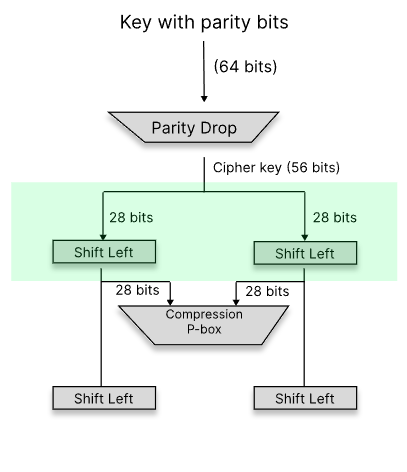 Key with parity bits
(64 bits)
Parity Drop
Cipher key (56 bits)
28 bits
28 bits
Shift Left
Shift Left
28 bits
28 bits
Compression
P-box
Shift Left
Shift Left